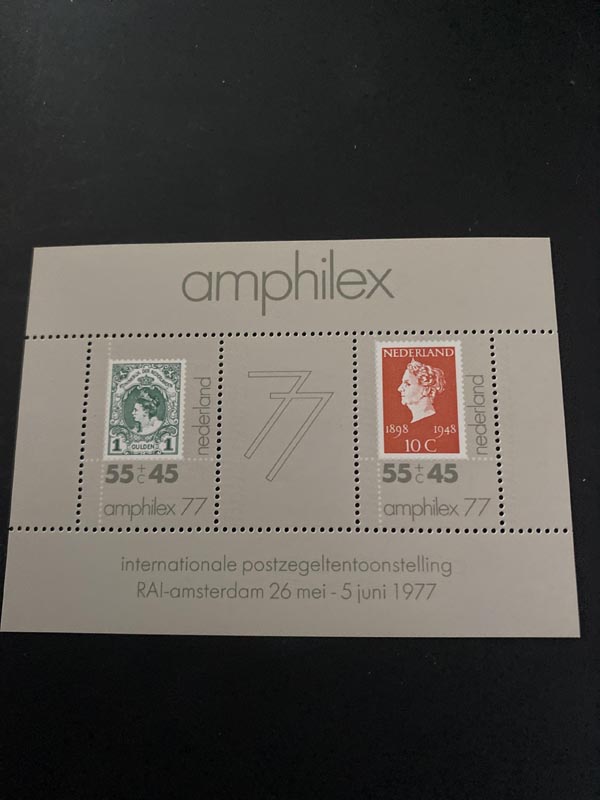 amphilex
1 GULDEN 1
nederland
55 + c 45
amphilex 77
77
NEDERLAND
1898 1948
10 C
nederland
55 + c 45
amphilex 77
internationale postzegeltentoonstelling
RAI-amsterdam 26 mei - 5 juni 1977